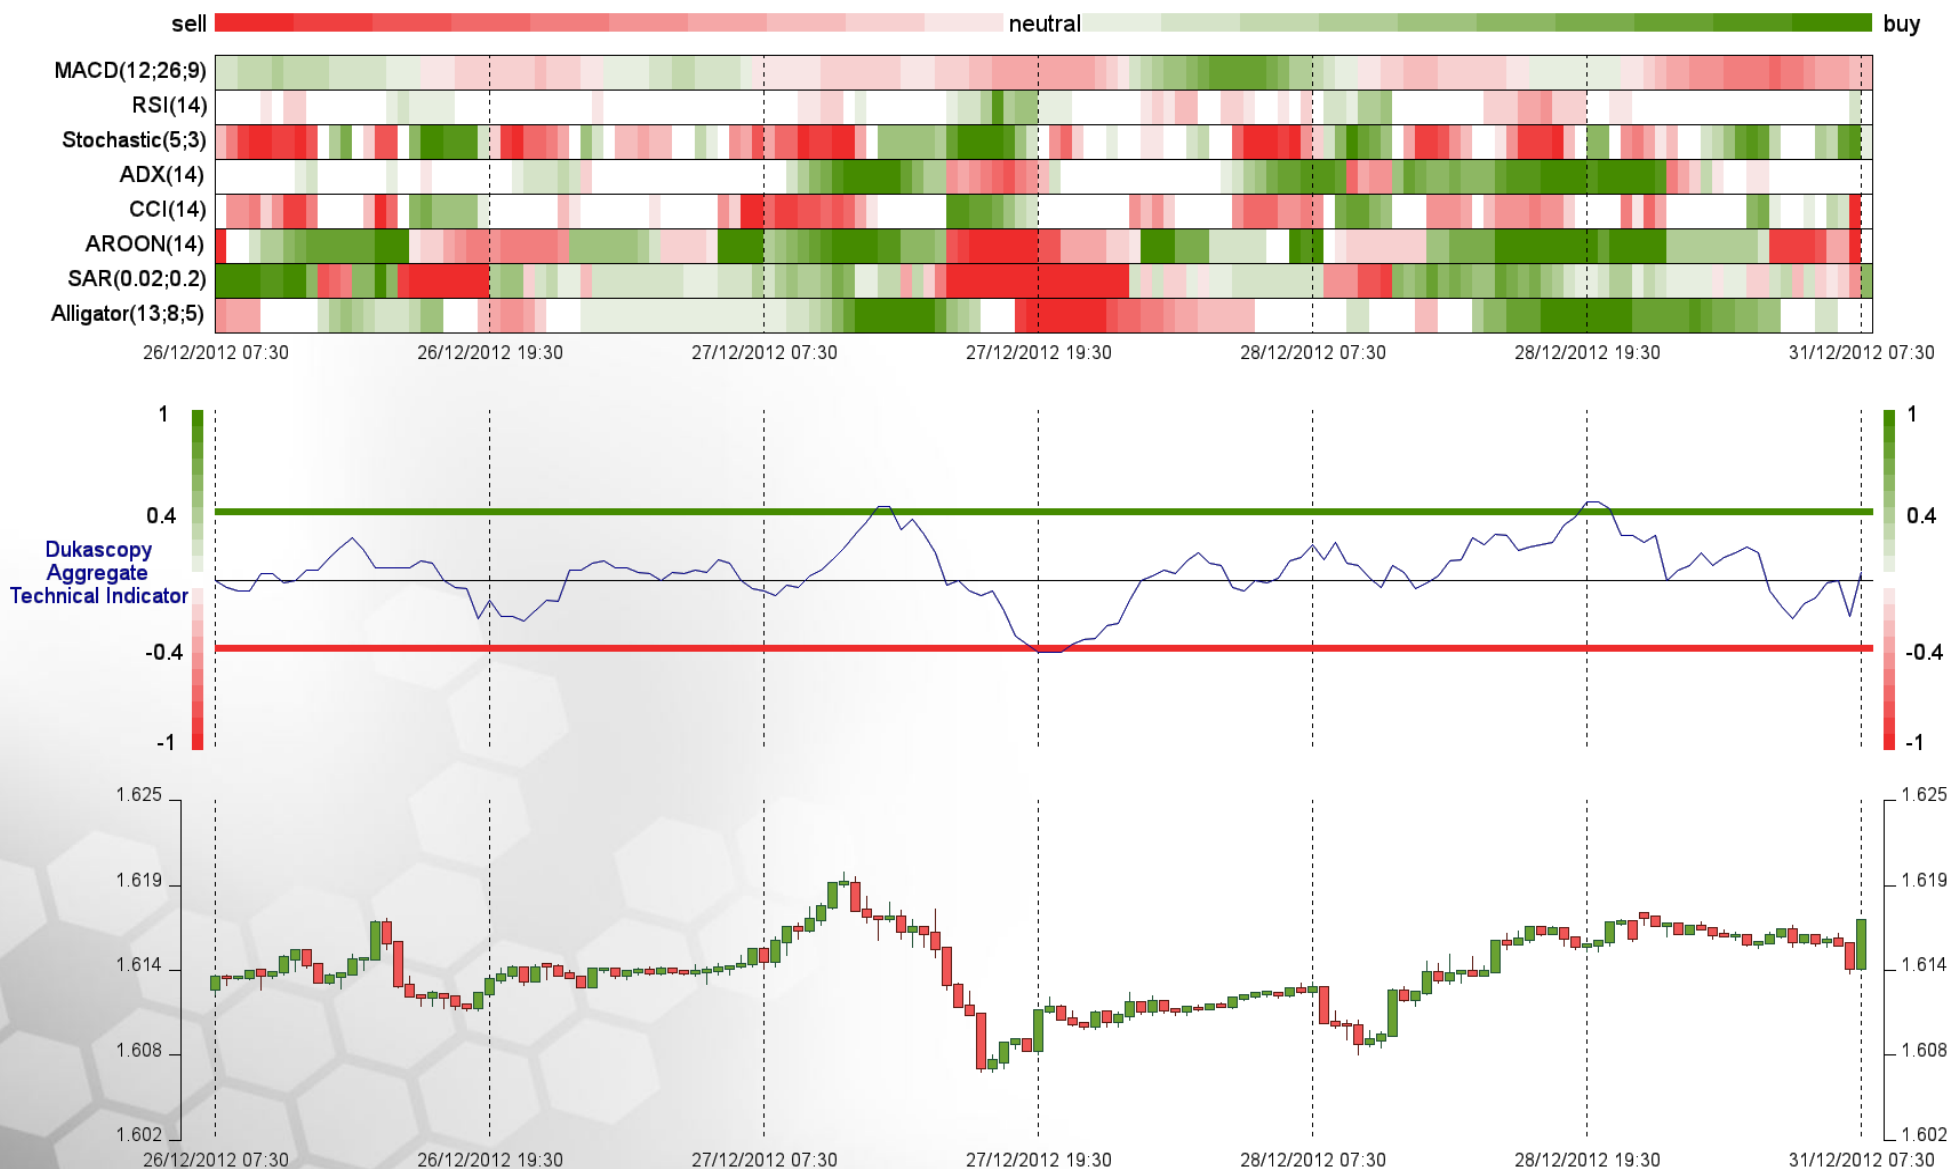 sell neutral buy
MACD(12;26;9)
RSI(14)
Stochastic(5;3)
ADX(14)
CCI(14)
AROON(14)
SAR(0.02;0.2)
Alligator(13;8;5)
26/12/2012 07:30 26/12/2012 19:30 27/12/2012 07:30 27/12/2012 19:30 28/12/2012 07:30 28/12/2012 19:30 31/12/2012 07:30
1 1
0.4 0.4
Dukascopy
Aggregate
Technical Indicator
-0.4 -0.4
-1 -1
1.625 1.625
1.619 1.619
1.614 1.614
1.608 1.608
1.602 1.602
26/12/2012 07:30 26/12/2012 19:30 27/12/2012 07:30 27/12/2012 19:30 28/12/2012 07:30 28/12/2012 19:30 31/12/2012 07:30